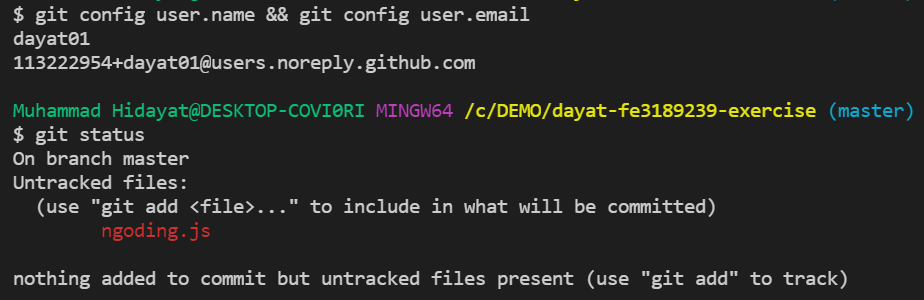 $ git config user.name && git config user.email
dayat01
113222954+dayat01@users.noreply.github.com
Muhammad Hidayat@DESKTOP-COVI0RI MINGW64 /c/DEMO/dayat-fe3189239-exercise (master)
$ git status
On branch master
Untracked files:
  (use "git add <file>..." to include in what will be committed)
        ngoding.js
nothing added to commit but untracked files present (use "git add" to track)